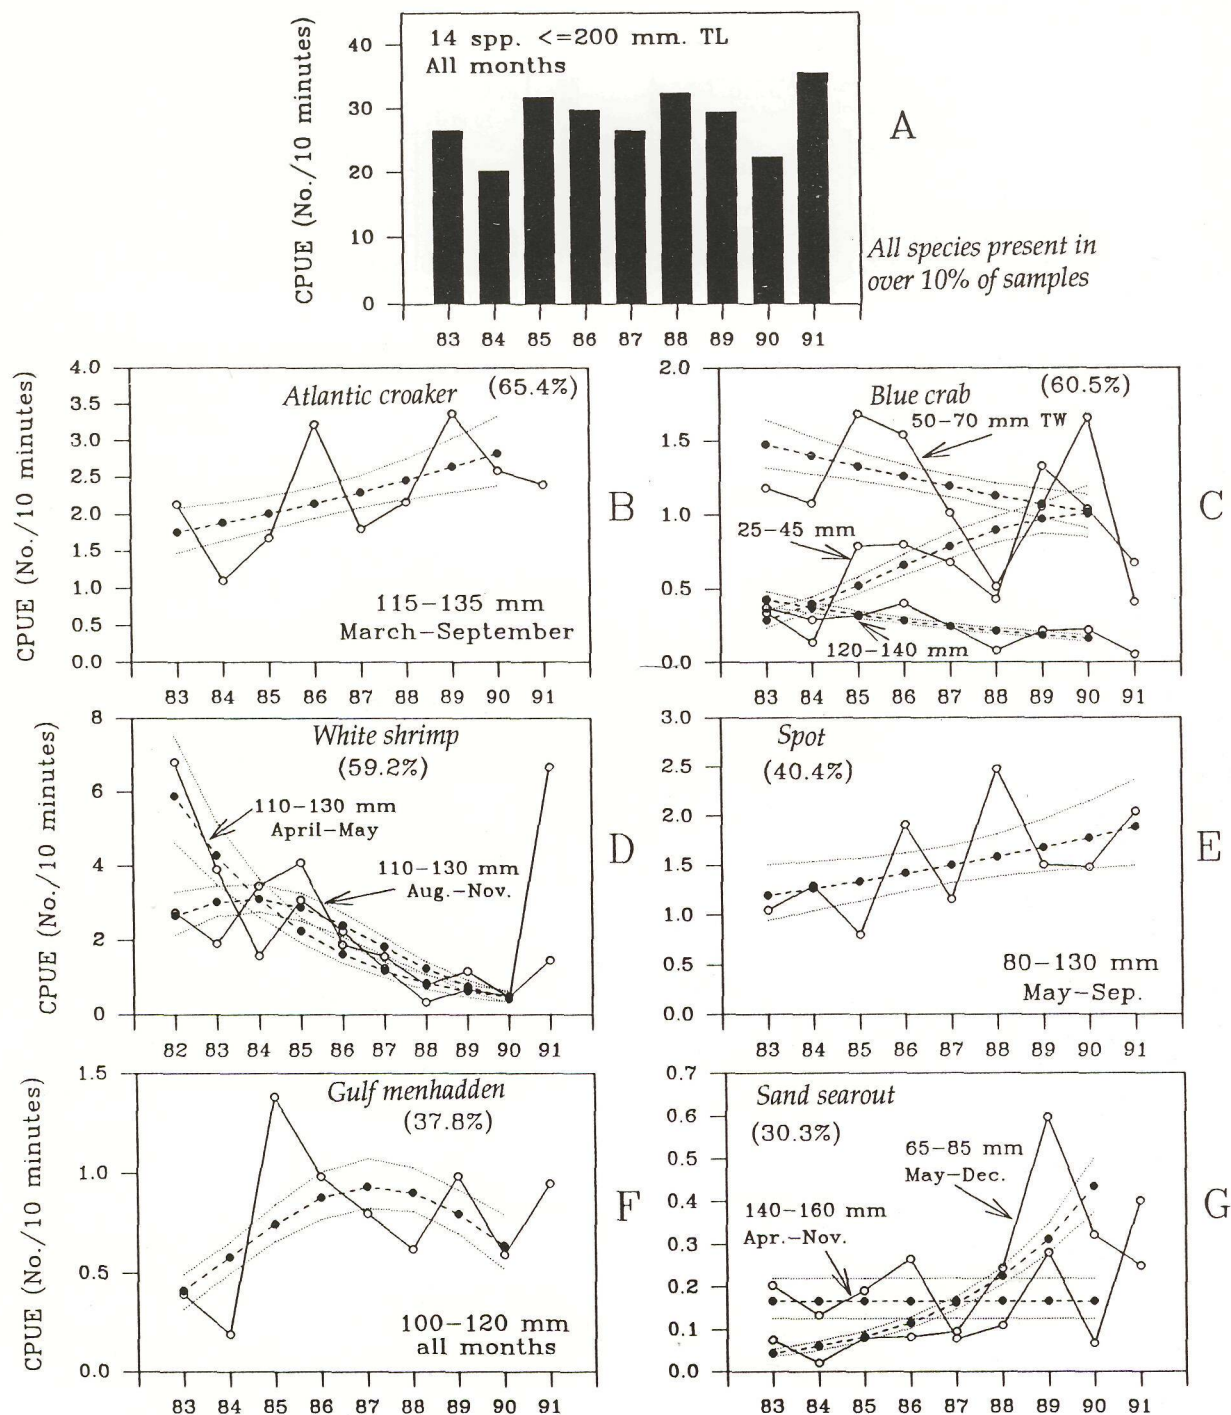 CPUE (No./10 minutes)
14 spp. <=200 mm. TL
All months
40
30
20
10
0
83 84 85 86 87 88 89 90 91
A
All species present in
over 10% of samples
CPUE (No./10 minutes)
4.0
3.5
3.0
2.5
2.0
1.5
1.0
0.5
0.0
Atlantic croaker (65.4%)
115-135 mm
March-September
83 84 85 86 87 88 89 90 91
B
2.0
1.5
1.0
0.5
0.0
Blue crab (60.5%)
50-70 mm TW
25-45 mm
120-140 mm
83 84 85 86 87 88 89 90 91
C
CPUE (No./10 minutes)
8
6
4
2
0
White shrimp
(59.2%)
110-130 mm
April-May
110-130 mm
Aug.-Nov.
82 83 84 85 86 87 88 89 90 91
D
3.0
2.5
2.0
1.5
1.0
0.5
0.0
Spot
(40.4%)
80-130 mm
May-Sep.
83 84 85 86 87 88 89 90 91
E
CPUE (No./10 minutes)
1.5
1.0
0.5
0.0
Gulf menhadden
(37.8%)
100-120 mm
all months
83 84 85 86 87 88 89 90 91
F
0.7
0.6
0.5
0.4
0.3
0.2
0.1
0.0
Sand searout
(30.3%)
65-85 mm
May-Dec.
140-160 mm
Apr.-Nov.
83 84 85 86 87 88 89 90 91
G